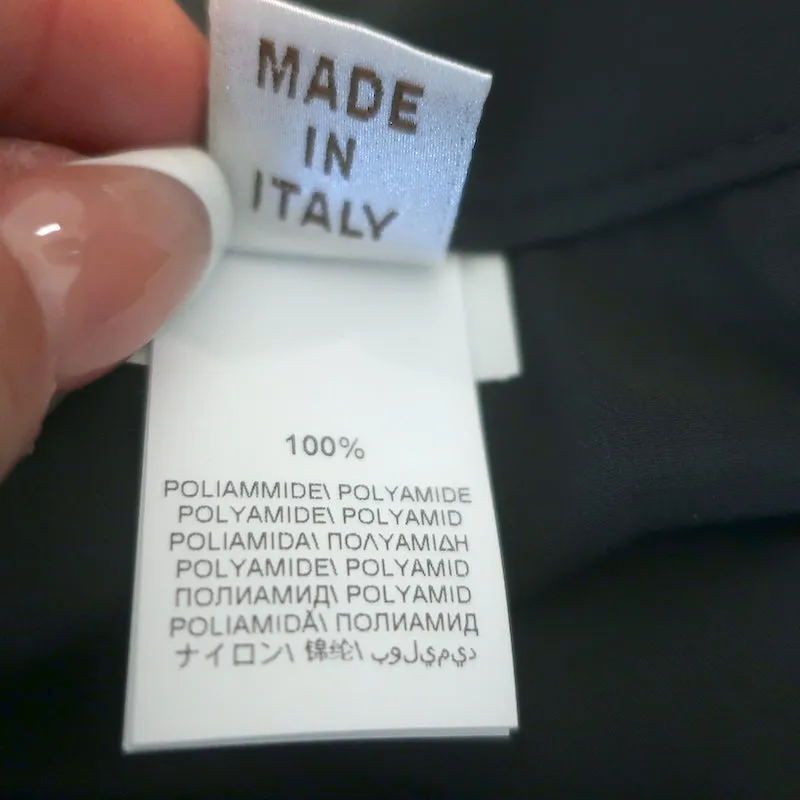 MADE
IN
ITALY
100%
POLIAMMIDE\ POLYAMIDE
POLYAMIDE\ POLYAMID
POLIAMIDA\ ΠΟΛΥΑΜΙΔΗ
POLYAMIDE\ POLYAMID
ПОЛИАМИД\ POLYAMID
POLIAMIDĂ\ ПОЛИАМИД
ナイロン\ 锦纶\ بوليميد